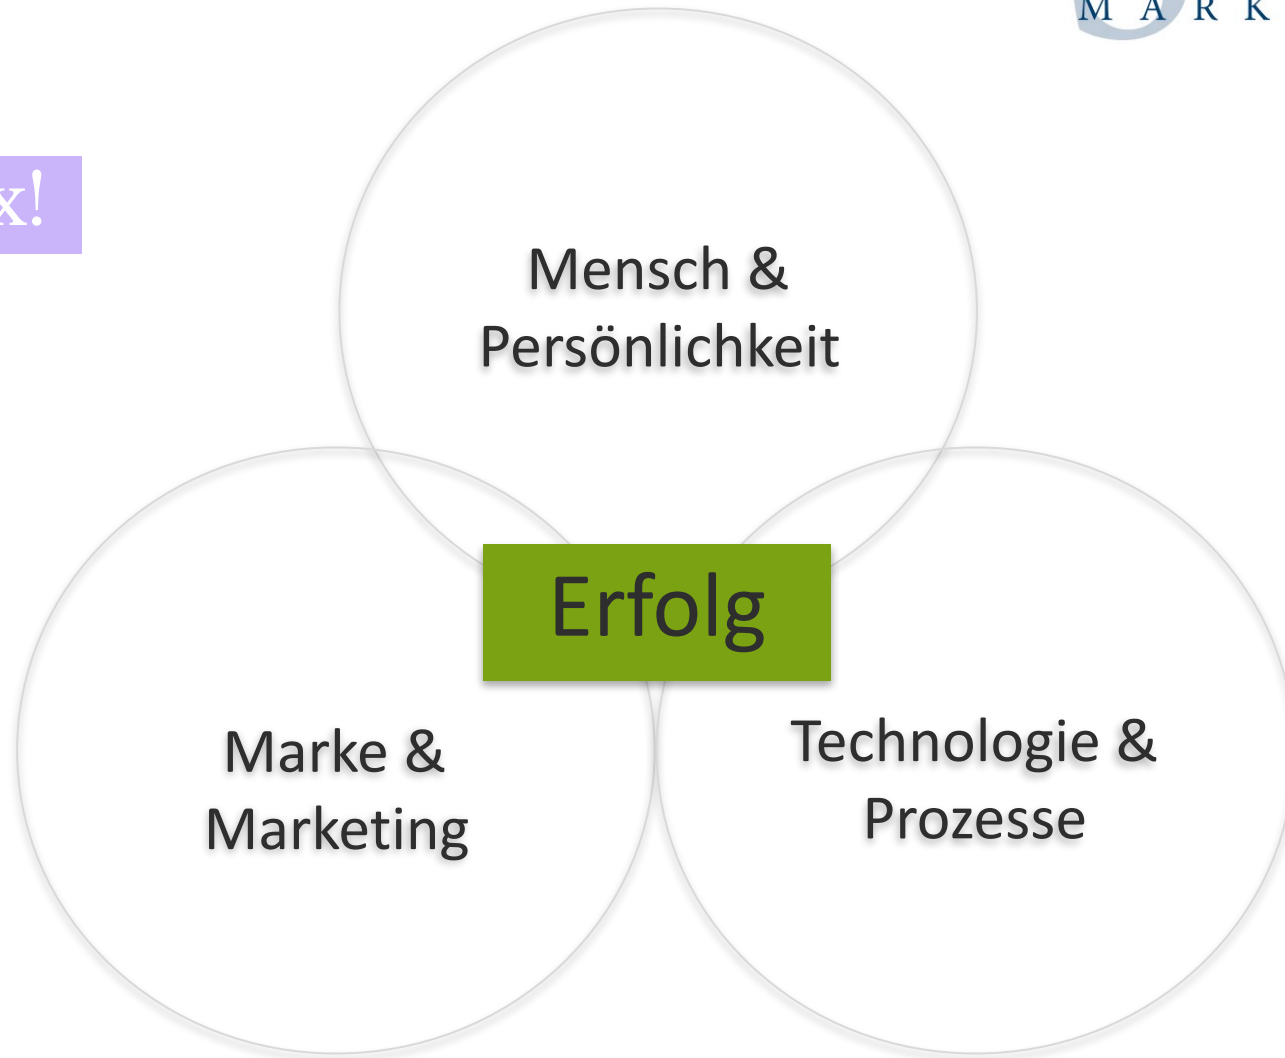 M A R K
x!
Mensch &
Persönlichkeit
Erfolg
Marke &
Marketing
Technologie &
Prozesse